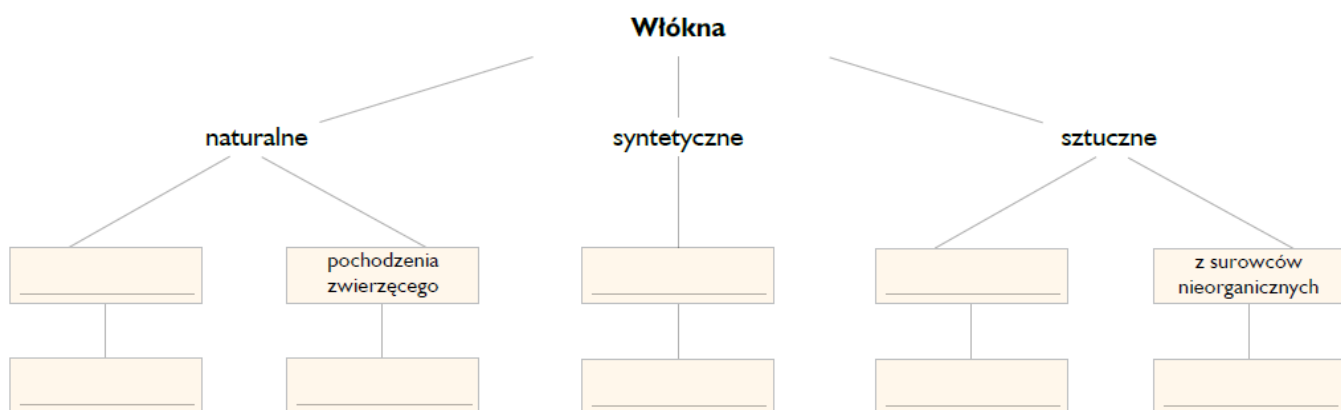 Włókna
naturalne
syntetyczne
sztuczne
pochodzenia
zwierzęcego
z surowców
nieorganicznych